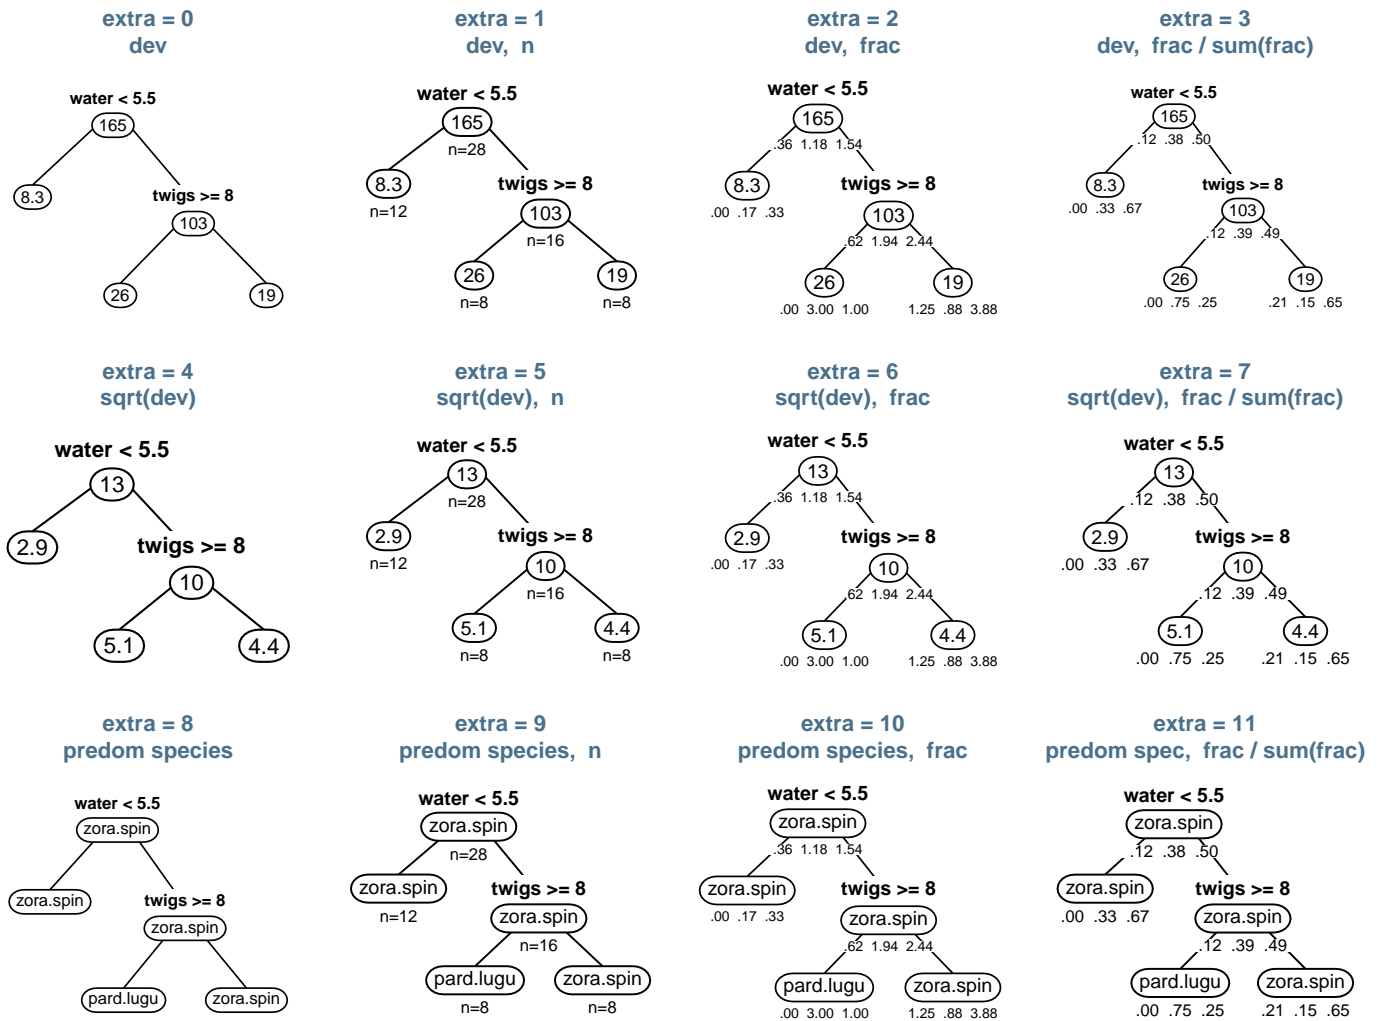 extra = 0
dev
water < 5.5
165
8.3
twigs >= 8
103
26
19
extra = 1
dev, n
water < 5.5
165
n=28
8.3
n=12
twigs >= 8
103
n=16
26
n=8
19
n=8
extra = 2
dev, frac
water < 5.5
165
.36 1.18 1.54
8.3
.00 .17 .33
twigs >= 8
103
.62 1.94 2.44
26
.00 3.00 1.00
19
1.25 .88 3.88
extra = 3
dev, frac / sum(frac)
water < 5.5
165
.12 .38 .50
8.3
.00 .33 .67
twigs >= 8
103
.12 .39 .49
26
.00 .75 .25
19
.21 .15 .65
extra = 4
sqrt(dev)
water < 5.5
13
2.9
twigs >= 8
10
5.1
4.4
extra = 5
sqrt(dev), n
water < 5.5
13
n=28
2.9
n=12
twigs >= 8
10
n=16
5.1
n=8
4.4
n=8
extra = 6
sqrt(dev), frac
water < 5.5
13
.36 1.18 1.54
2.9
.00 .17 .33
twigs >= 8
10
.62 1.94 2.44
5.1
.00 3.00 1.00
4.4
1.25 .88 3.88
extra = 7
sqrt(dev), frac / sum(frac)
water < 5.5
13
.12 .38 .50
2.9
.00 .33 .67
twigs >= 8
10
.12 .39 .49
5.1
.00 .75 .25
4.4
.21 .15 .65
extra = 8
predom species
water < 5.5
zora.spin
zora.spin
twigs >= 8
zora.spin
pard.lugu
zora.spin
extra = 9
predom species, n
water < 5.5
zora.spin
n=28
zora.spin
n=12
twigs >= 8
zora.spin
n=16
pard.lugu
n=8
zora.spin
n=8
extra = 10
predom species, frac
water < 5.5
zora.spin
.36 1.18 1.54
zora.spin
.00 .17 .33
twigs >= 8
zora.spin
.62 1.94 2.44
pard.lugu
.00 3.00 1.00
zora.spin
1.25 .88 3.88
extra = 11
predom spec, frac / sum(frac)
water < 5.5
zora.spin
.12 .38 .50
zora.spin
.00 .33 .67
twigs >= 8
zora.spin
.12 .39 .49
pard.lugu
.00 .75 .25
zora.spin
.21 .15 .65